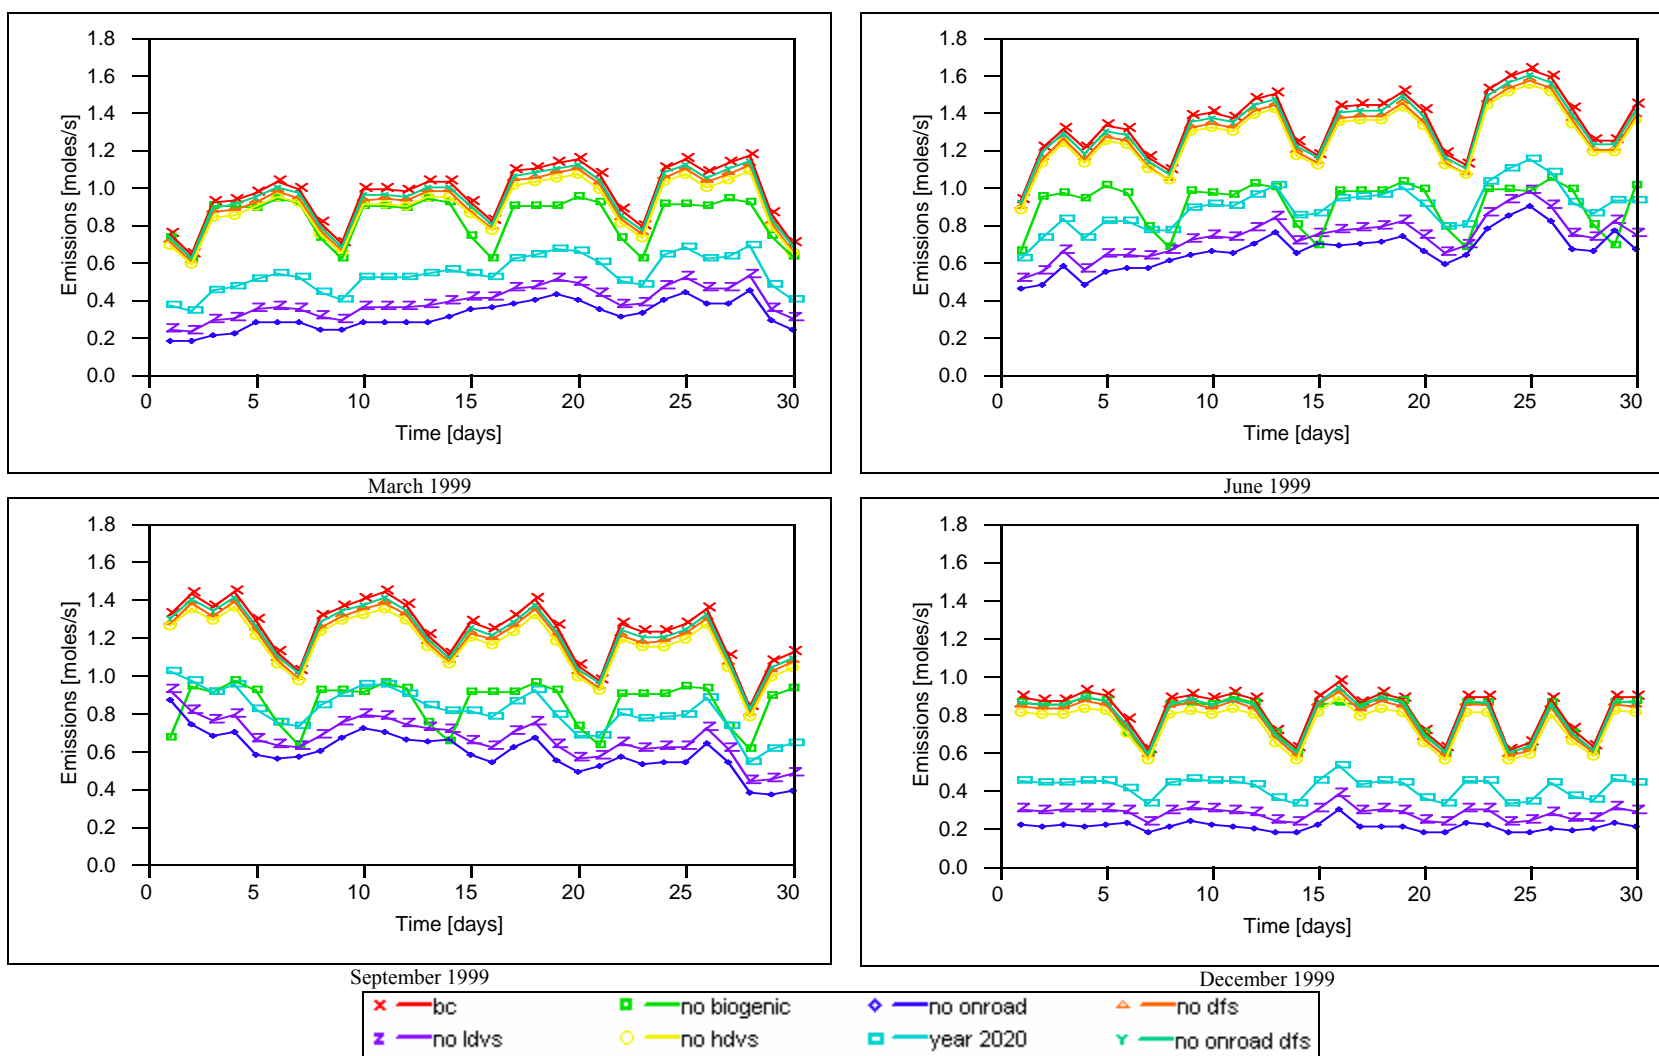 1.8
1.6
1.4
1.2
1.0
0.8
0.6
0.4
0.2
0.0
Emissions [moles/s]
0 5 10 15 20 25 30
Time [days]
March 1999
1.8
1.6
1.4
1.2
1.0
0.8
0.6
0.4
0.2
0.0
Emissions [moles/s]
0 5 10 15 20 25 30
Time [days]
June 1999
1.8
1.6
1.4
1.2
1.0
0.8
0.6
0.4
0.2
0.0
Emissions [moles/s]
0 5 10 15 20 25 30
Time [days]
September 1999
1.8
1.6
1.4
1.2
1.0
0.8
0.6
0.4
0.2
0.0
Emissions [moles/s]
0 5 10 15 20 25 30
Time [days]
December 1999
bc no biogenic no onroad no dfs
no ldvs no hdvs year 2020 no onroad dfs